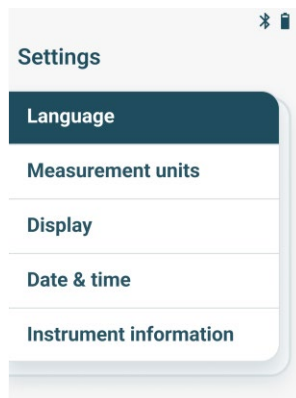 Settings
Language
Measurement units
Display
Date & time
Instrument information